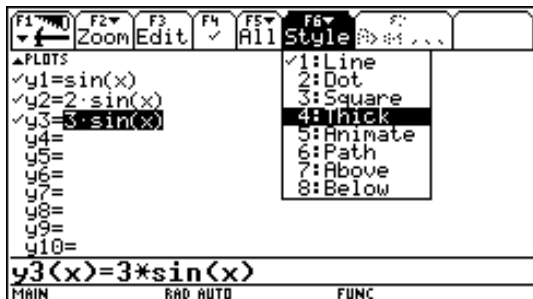 F1 F2 F3 F4 F5 F6 F7
Zoom Edit ✓ All Style
▲PLOTS
✓y1=sin(x)
✓y2=2·sin(x)
✓y3=3·sin(x)
y4=
y5=
y6=
y7=
y8=
y9=
y10=
✓1:Line
2:Dot
3:Square
4:Thick
5:Animate
6:Path
7:Above
8:Below
y3(x)=3*sin(x)
MAIN RAD AUTO FUNC